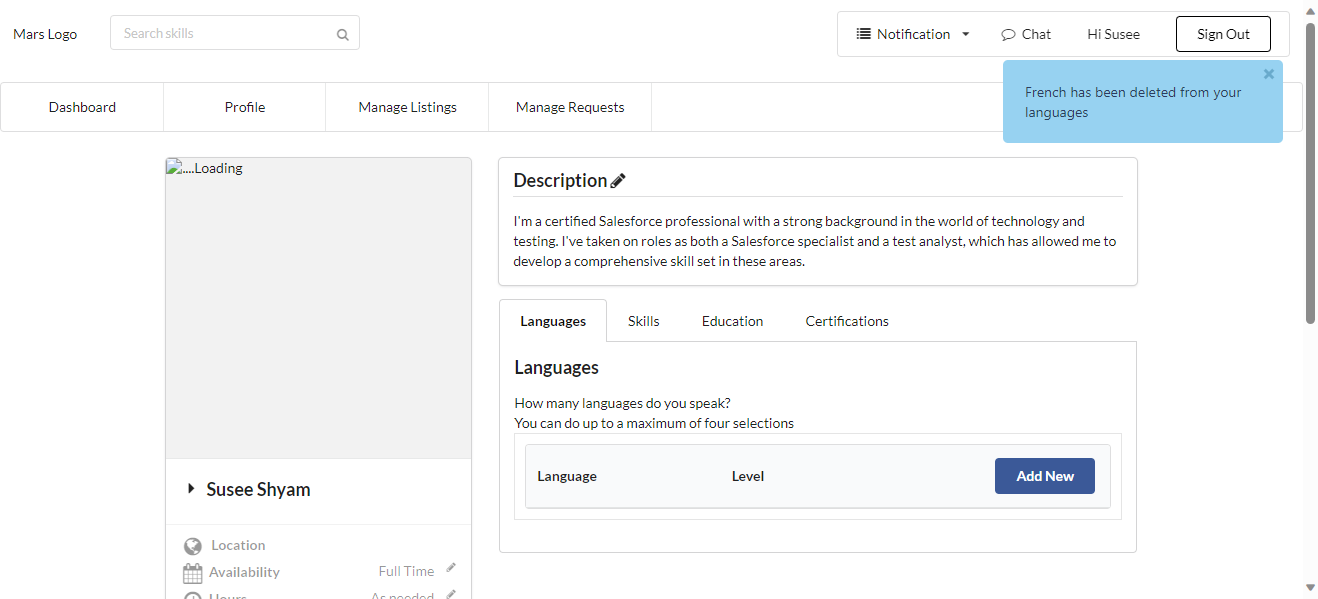 Mars Logo
Search skills
Notification
Chat
Hi Susee
Sign Out
French has been deleted from your
languages
Dashboard
Profile
Manage Listings
Manage Requests
....Loading
Description
I'm a certified Salesforce professional with a strong background in the world of technology and
testing. I've taken on roles as both a Salesforce specialist and a test analyst, which has allowed me to
develop a comprehensive skill set in these areas.
Languages
Skills
Education
Certifications
Languages
How many languages do you speak?
You can do up to a maximum of four selections
Language
Level
Add New
Susee Shyam
Location
Availability
Full Time
Hours
As needed